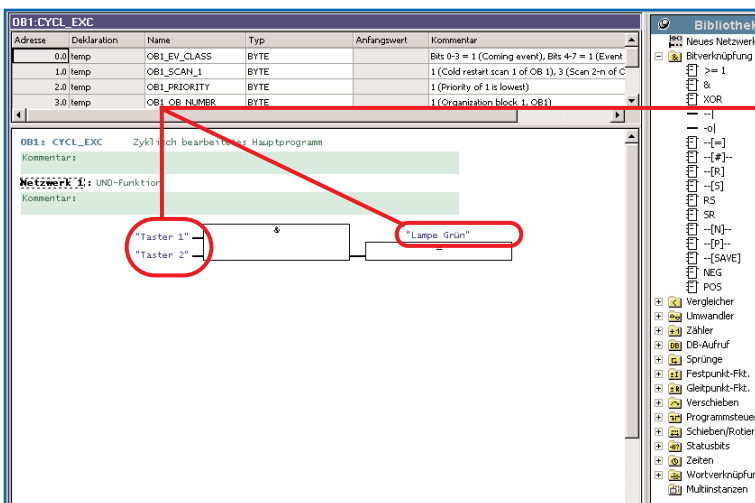 OB1:CYCL_EXC
Adresse Deklaration Name Typ Anfangswert Kommentar
0.0 temp OB1_EV_CLASS BYTE Bits 0-3 = 1 (Coming event), Bits 4-7 = 1 (Event
1.0 temp OB1_SCAN_1 BYTE 1 (Cold restart scan 1 of OB 1), 3 (Scan 2-n of O
2.0 temp OB1_PRIORITY BYTE 1 (Priority of 1 is lowest)
3.0 temp OB1_OB_NUMBR BYTE 1 (Organization block 1, OB1)
OB1: CYCL_EXC Zyklisch bearbeitetes Hauptprogramm
Kommentar:
Netzwerk 1: UND-Funktion
Kommentar:
"Taster 1"
"Taster 2"
&
"Lampe Grün"
=
Bibliothek
Neues Netzwerk
& Bitverknüpfung
>= 1
&
XOR
--|
-o|
--[=]
--[#]--
--[R]
--[S]
RS
SR
--[N]--
--[P]--
--[SAVE]
NEG
POS
Vergleicher
Umwandler
Zähler
DB DB-Aufruf
Sprünge
Festpunkt-Fkt.
Gleitpunkt-Fkt.
Verschieben
Programmsteuer
Schieben/Rotier
Statusbits
Zeiten
Wortverknüpfun
Multiinstanzen